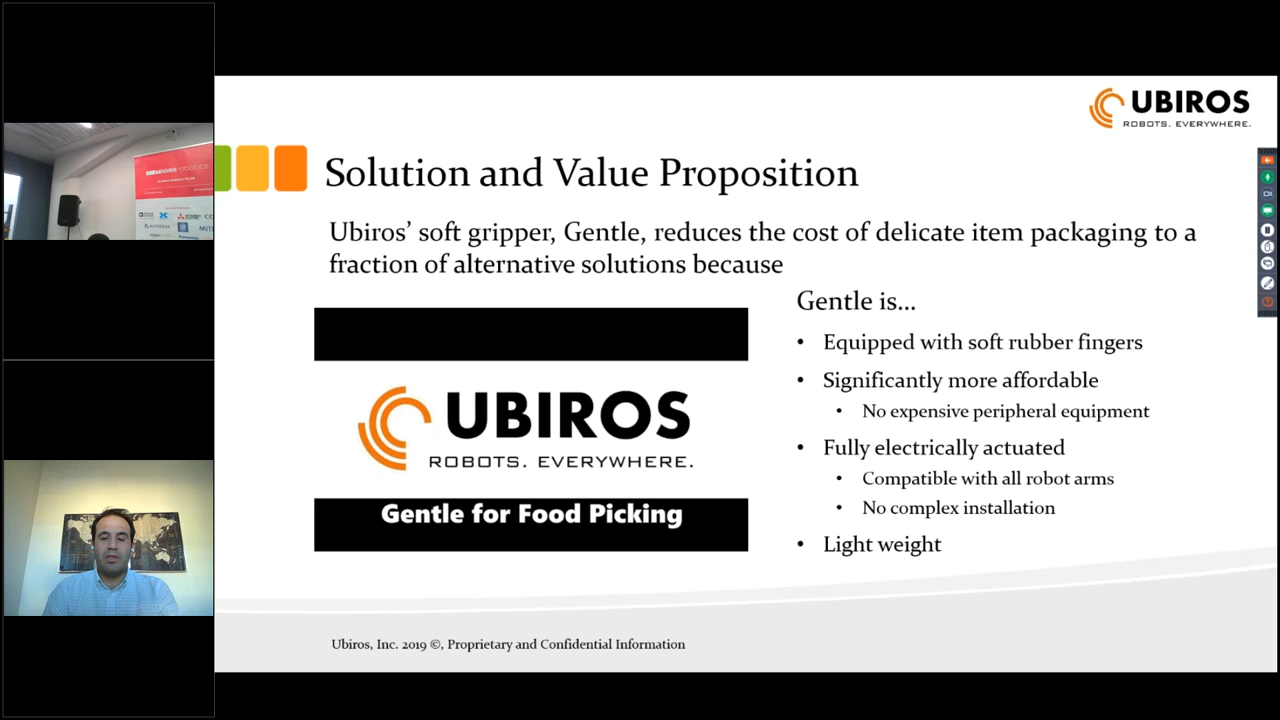 UBIROS
ROBOTS. EVERYWHERE.
Solution and Value Proposition
Ubiros’ soft gripper, Gentle, reduces the cost of delicate item packaging to a
fraction of alternative solutions because
Gentle is...
• Equipped with soft rubber fingers
• Significantly more affordable
• No expensive peripheral equipment
• Fully electrically actuated
• Compatible with all robot arms
• No complex installation
• Light weight
UBIROS
ROBOTS. EVERYWHERE.
Gentle for Food Picking
Ubiros, Inc. 2019 ©, Proprietary and Confidential Information
robotics